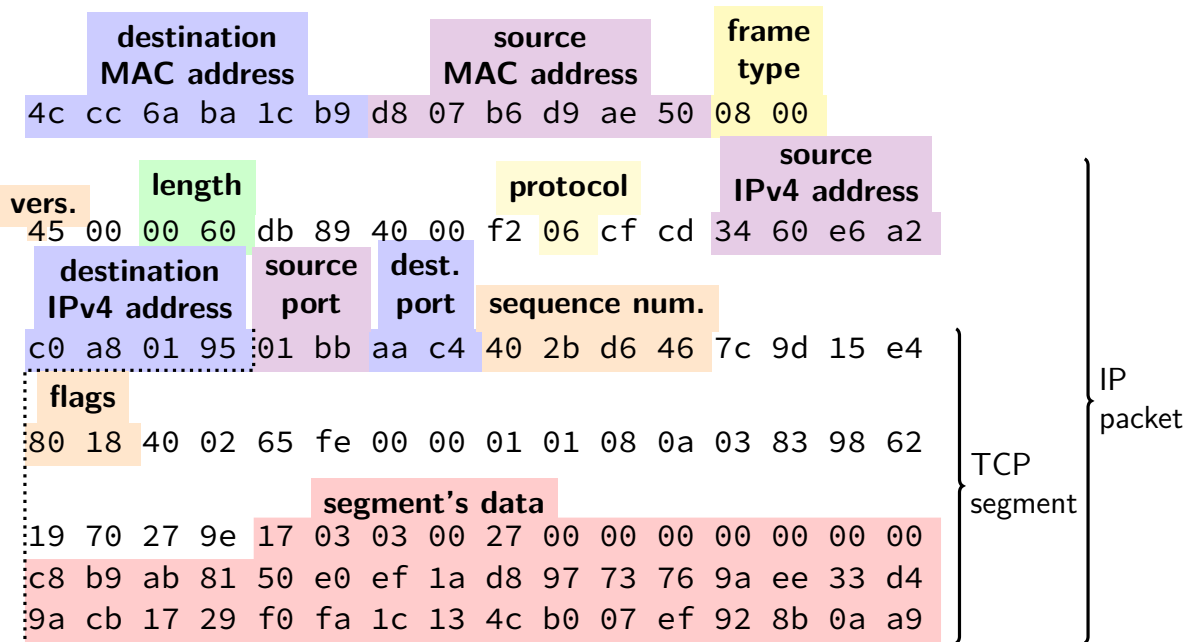 destination
MAC address
source
MAC address
frame
type
4c cc 6a ba 1c b9 d8 07 b6 d9 ae 50 08 00
vers.
length
protocol
source
IPv4 address
45 00 00 60 db 89 40 00 f2 06 cf cd 34 60 e6 a2
destination
IPv4 address
source
port
dest.
port
sequence num.
c0 a8 01 95 01 bb aa c4 40 2b d6 46 7c 9d 15 e4
flags
80 18 40 02 65 fe 00 00 01 01 08 0a 03 83 98 62
segment's data
19 70 27 9e 17 03 03 00 27 00 00 00 00 00 00 00
c8 b9 ab 81 50 e0 ef 1a d8 97 73 76 9a ee 33 d4
9a cb 17 29 f0 fa 1c 13 4c b0 07 ef 92 8b 0a a9
TCP
segment
IP
packet